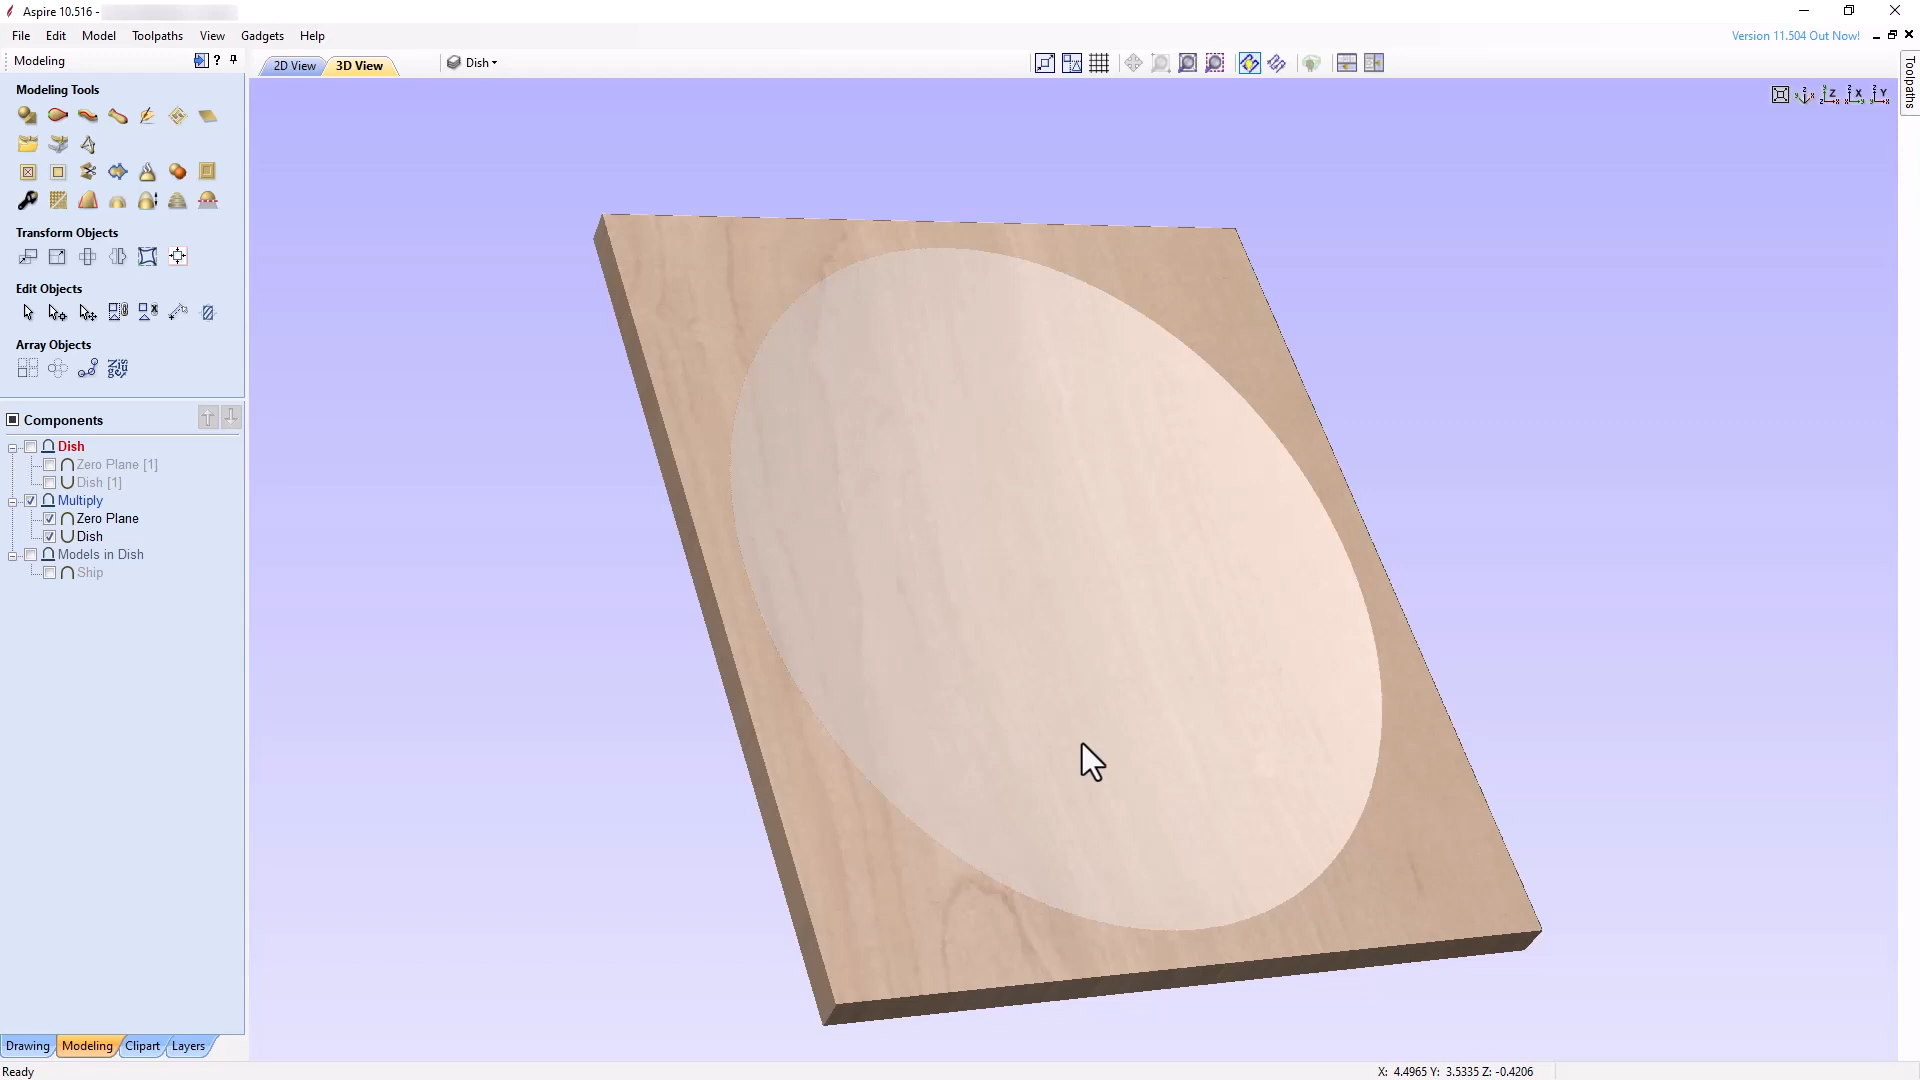 Aspire 10.516 -
File Edit Model Toolpaths View Gadgets Help
Version 11.504 Out Now!
Modeling
?
2D View
3D View
Dish
Modeling Tools
Transform Objects
Edit Objects
Array Objects
Components
Dish
Zero Plane [1]
Dish [1]
Multiply
Zero Plane
Dish
Models in Dish
Ship
Toolpaths
Drawing Modeling Clipart Layers
Ready
X: 4.4965 Y: 3.5335 Z: -0.4206